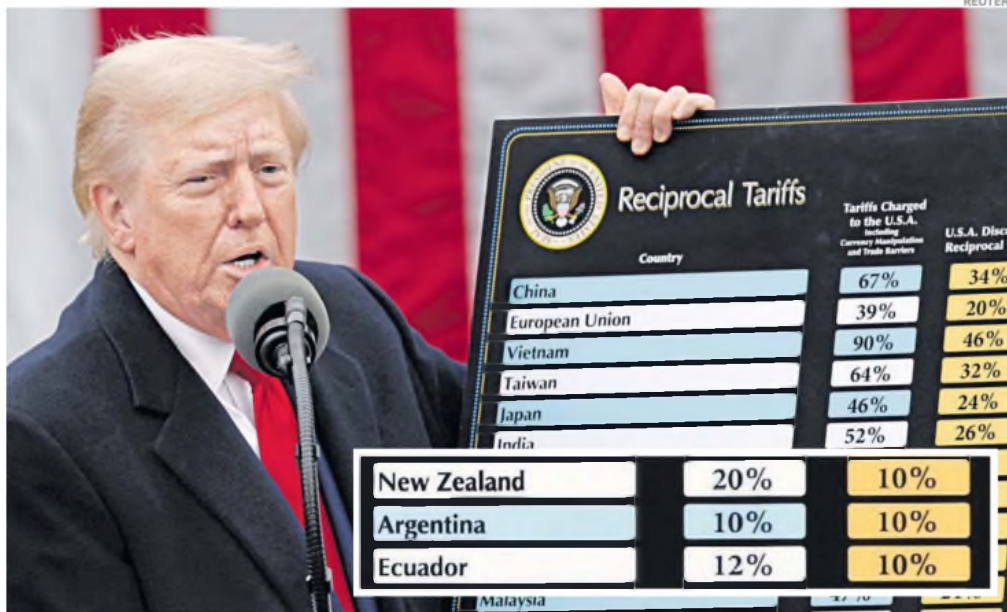 REUTERS
Reciprocal Tariffs
Country
Tariffs Charged
to the U.S.A.
Including
Currency Manipulation
and Trade Barriers
U.S.A.
Reciprocal
China 67% 34%
European Union 39% 20%
Vietnam 90% 46%
Taiwan 64% 32%
Japan 46% 24%
India 52% 26%
New Zealand 20% 10%
Argentina 10% 10%
Ecuador 12% 10%
Malaysia